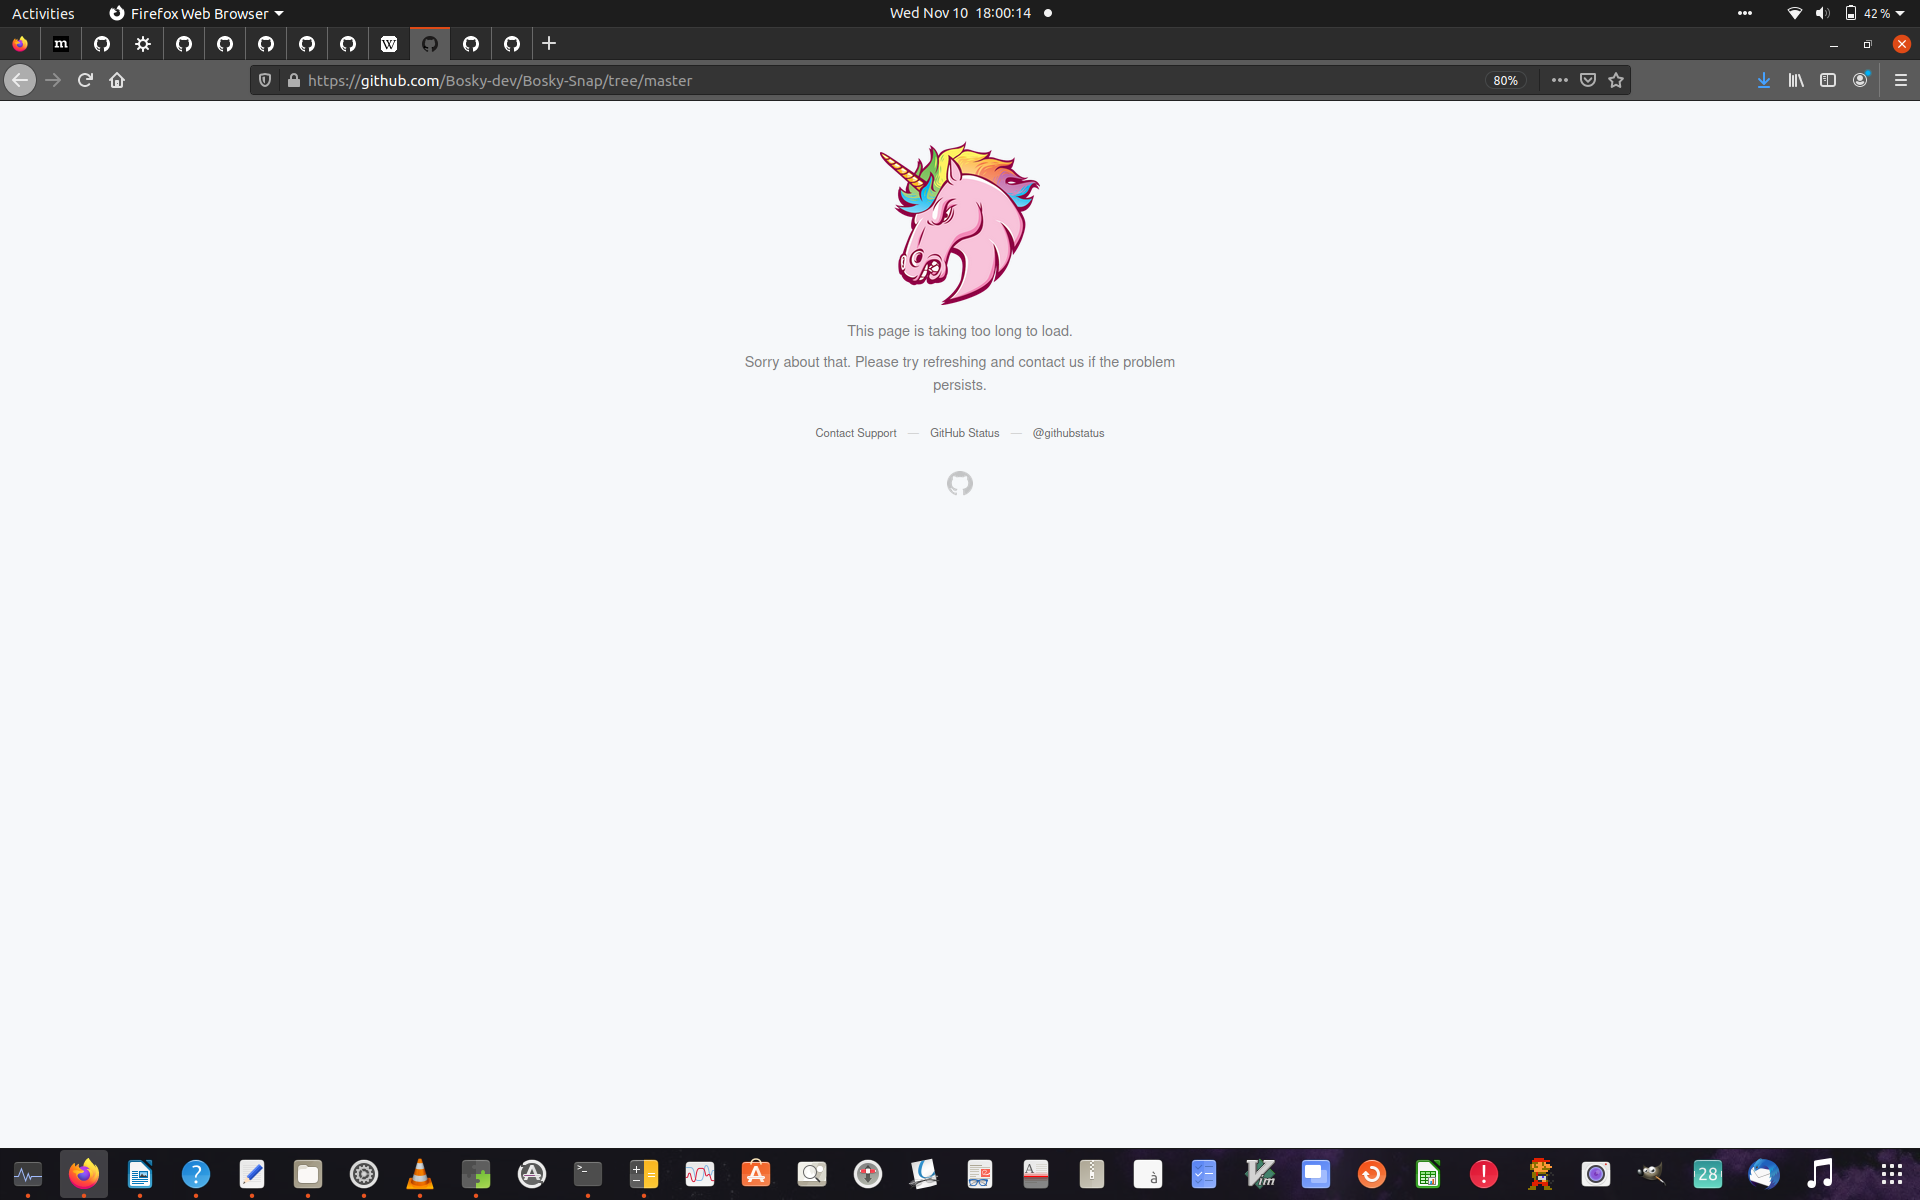 Activities
Firefox Web Browser
Wed Nov 10 18:00:14
42 %
m
W
https://github.com/Bosky-dev/Bosky-Snap/tree/master
80%
This page is taking too long to load.
Sorry about that. Please try refreshing and contact us if the problem
persists.
Contact Support — GitHub Status — @githubstatus
?
>_
A
à
Vim
!
28